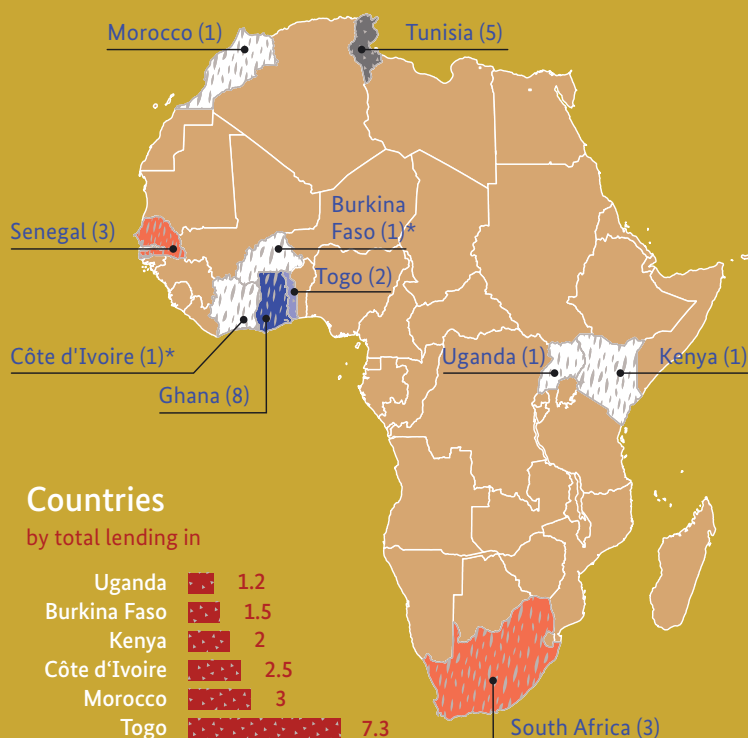 Morocco (1)
Tunisia (5)
Burkina
Faso (1)*
Senegal (3)
Togo (2)
Côte d'Ivoire (1)*
Uganda (1)
Kenya (1)
Ghana (8)
Countries
by total lending in
Uganda 1.2
Burkina Faso 1.5
Kenya 2
Côte d‘Ivoire 2.5
Morocco 3
Togo 7.3
South Africa (3)